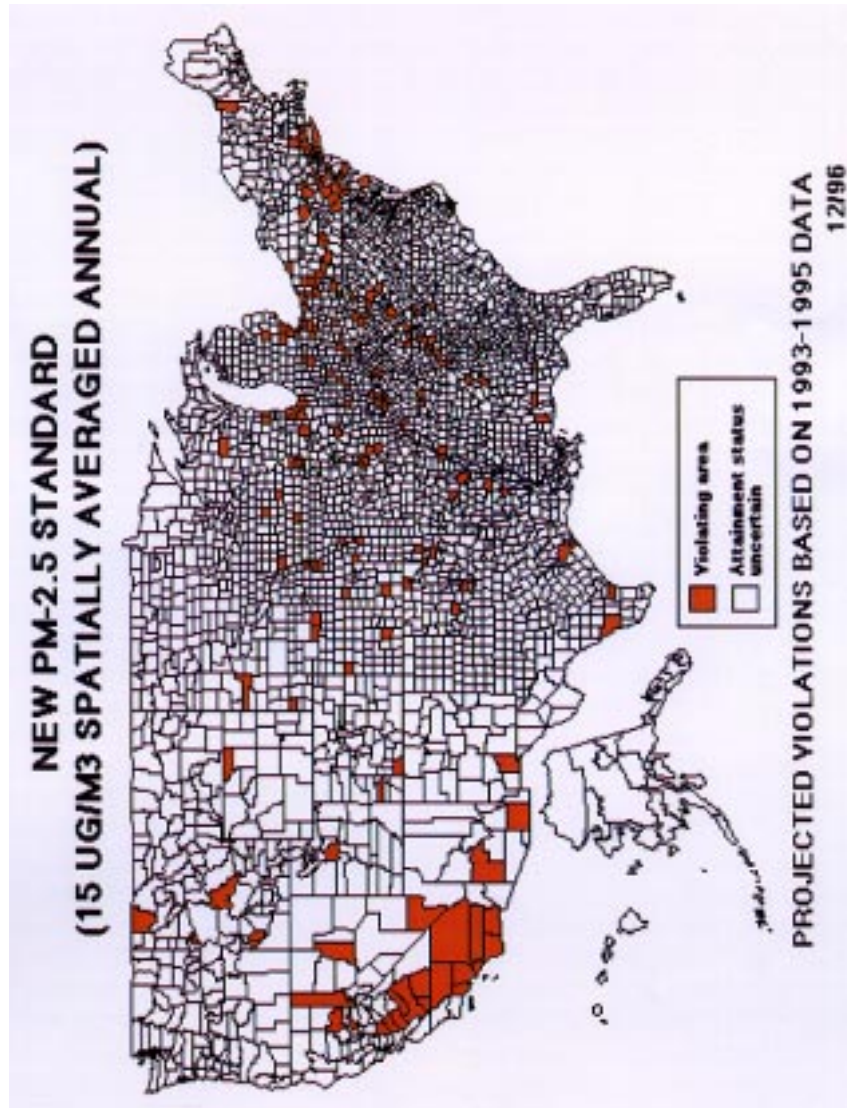 NEW PM-2.5 STANDARD
(15 UG/M3 SPATIALLY AVERAGED ANNUAL)
Violating area
Attainment status
uncertain
PROJECTED VIOLATIONS BASED ON 1993-1995 DATA
12/96